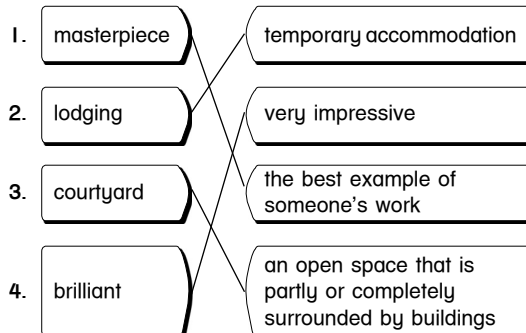 1. masterpiece
temporary accommodation
2. lodging
very impressive
3. courtyard
the best example of
someone's work
4. brilliant
an open space that is
partly or completely
surrounded by buildings